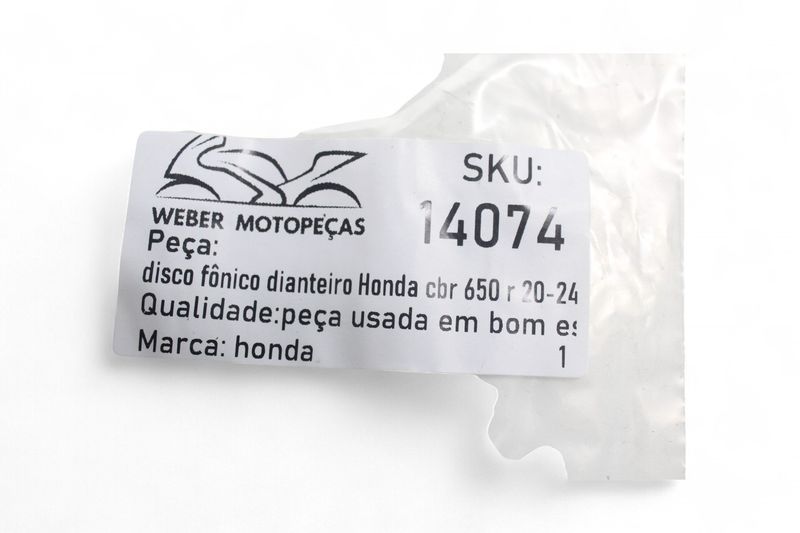 SKU:
14074
WEBER MOTOPEÇAS
Peça:
disco fônico dianteiro Honda cbr 650 r 20-24
Qualidade:peça usada em bom es
Marca: honda
1